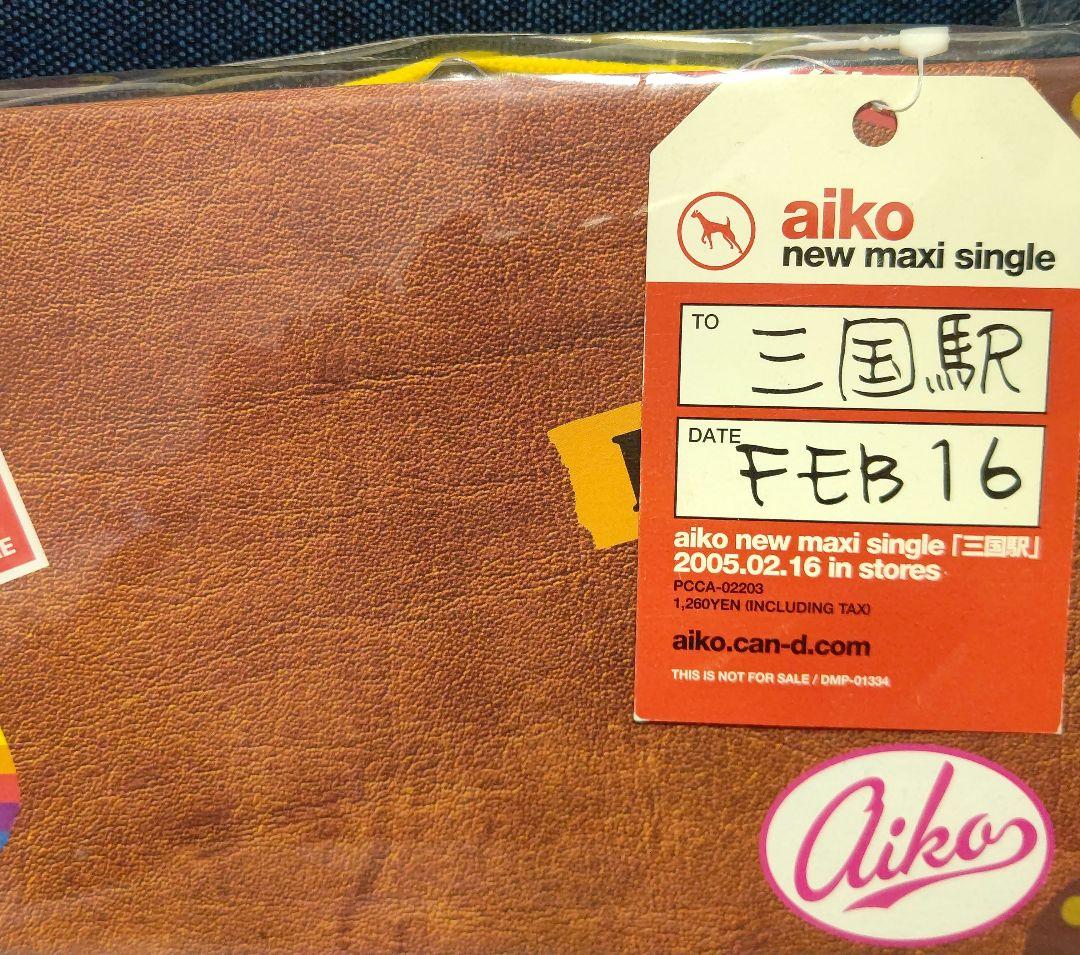 aiko
new maxi single
TO 三国駅
DATE FEB 16
aiko new maxi single「三国駅」
2005.02.16 in stores
PCCA-02203
1,260YEN (INCLUDING TAX)
aiko.can-d.com
THIS IS NOT FOR SALE / DMP-01334
aiko